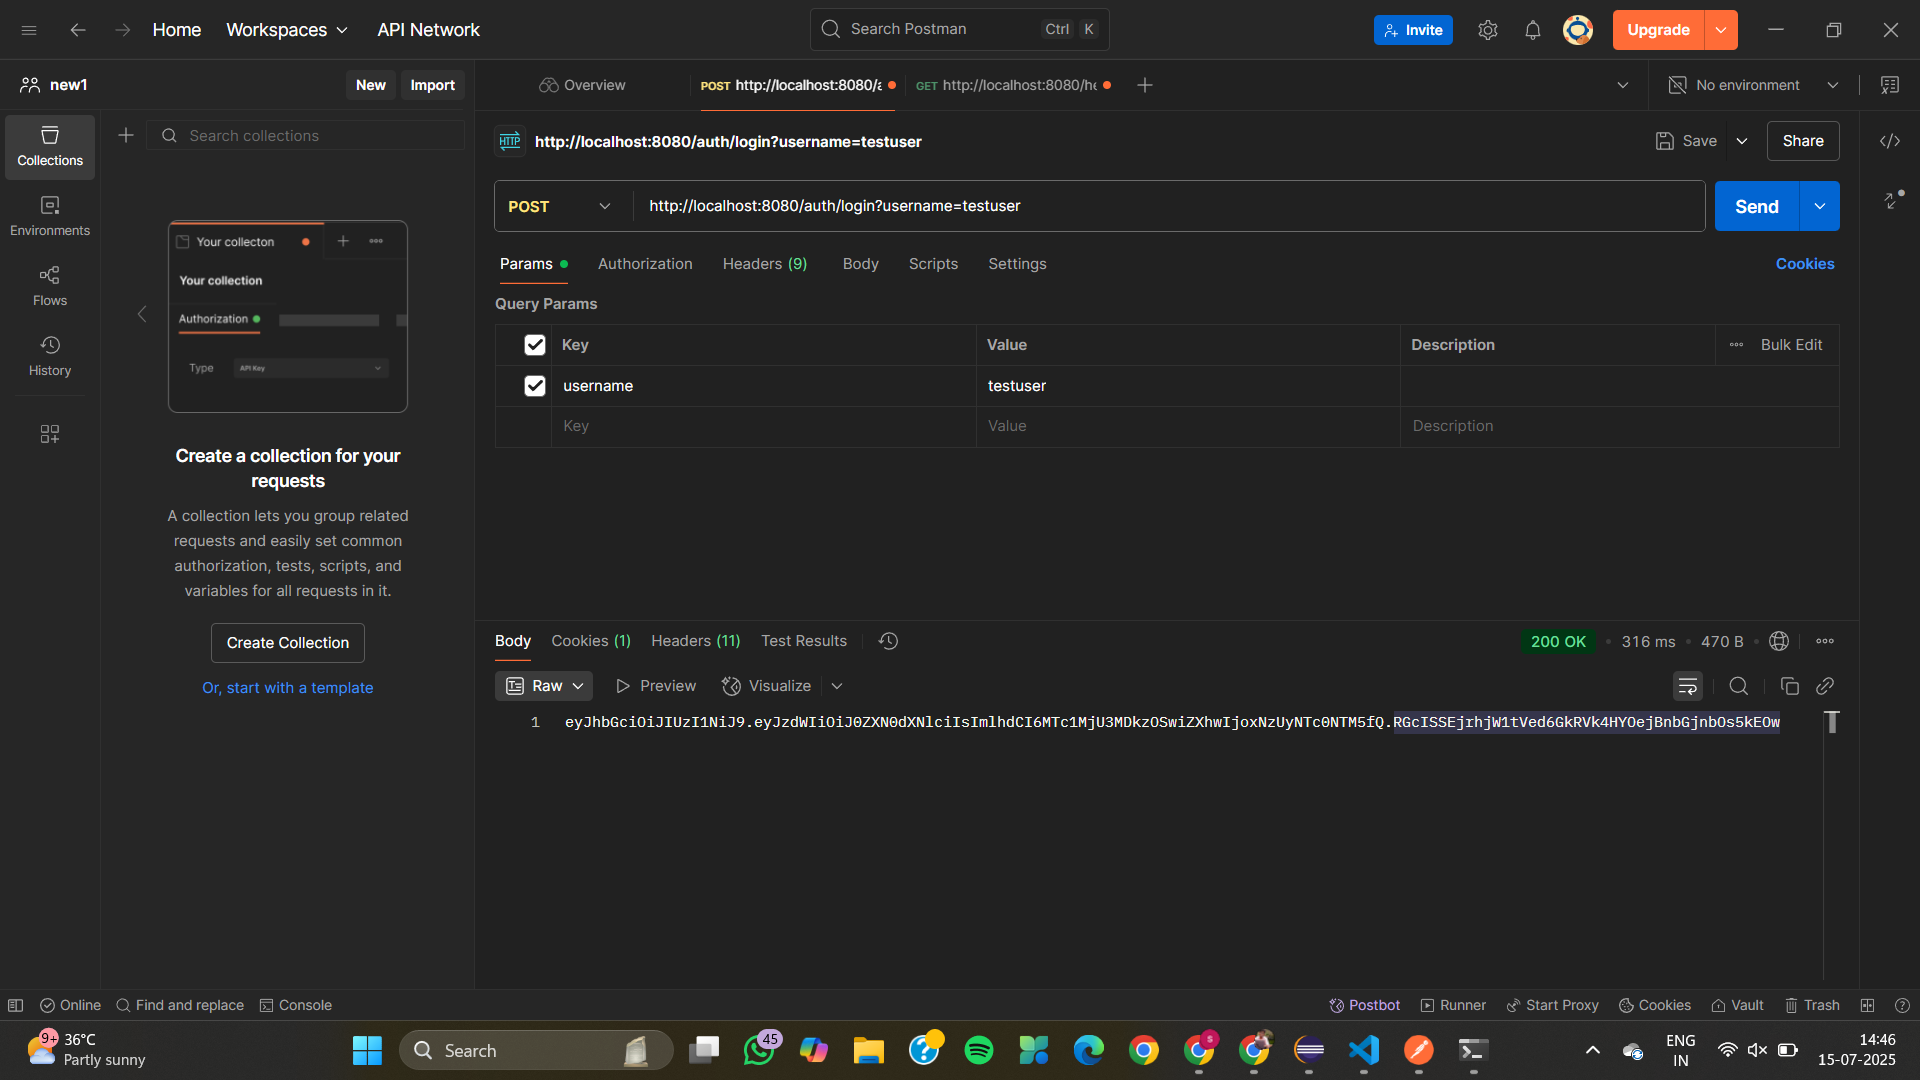 Home Workspaces API Network Search Postman Ctrl K Invite Upgrade
new1 New Import Overview POST http://localhost:8080/a GET http://localhost:8080/he No environment
Collections
Search collections
HTTP http://localhost:8080/auth/login?username=testuser Save Share
Environments
Flows
History
Your collecton
Your collection
Authorization
Type API Key
Create a collection for your
requests
A collection lets you group related
requests and easily set common
authorization, tests, scripts, and
variables for all requests in it.
Create Collection
Or, start with a template
POST http://localhost:8080/auth/login?username=testuser Send
Params Authorization Headers (9) Body Scripts Settings Cookies
Query Params
Key Value Description Bulk Edit
username testuser
Key Value Description
Body Cookies (1) Headers (11) Test Results 200 OK 316 ms 470 B
Raw Preview Visualize
1 eyJhbGciOiJIUzI1NiJ9.eyJzdWIiOiJ0ZXN0dXNlciIsImlhdCI6MTc1MjU3MDkzOSwiZXhwIjoxNzUyNTc0NTM5fQ.RGcISSEjrhjW1tVed6GkRVk4HYOejBnbGjnbOs5kEOw
Online Find and replace Console Postbot Runner Start Proxy Cookies Vault Trash
9+ 36°C
Partly sunny
Search
45
ENG
IN
14:46
15-07-2025